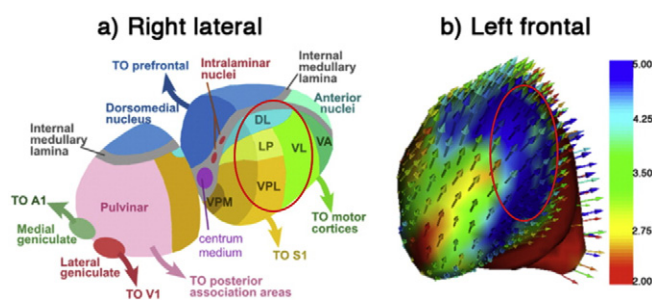 a) Right lateral
b) Left frontal
TO prefrontal
Intralaminar
nuclei
Internal
medullary
lamina
Dorsomedial
nucleus
Anterior
nuclei
Internal
medullary
lamina
DL
LP
VL
VA
VPL
VPM
Pulvinar
TO A1
Medial
geniculate
Lateral
geniculate
TO V1
centrum
medium
TO S1
TO motor
cortices
TO posterior
association areas
5.00
4.25
3.50
2.75
2.00